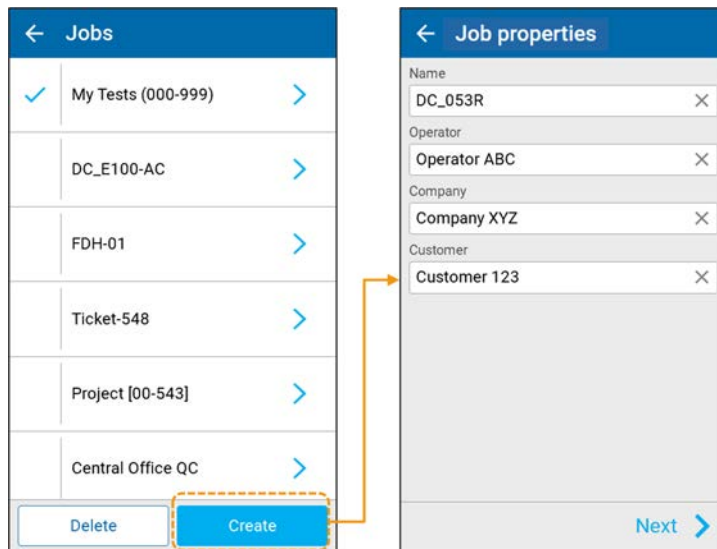 Jobs
My Tests (000-999)
DC_E100-AC
FDH-01
Ticket-548
Project [00-543]
Central Office QC
Delete
Create
Job properties
Name
DC_053R
Operator
Operator ABC
Company
Company XYZ
Customer
Customer 123
Next